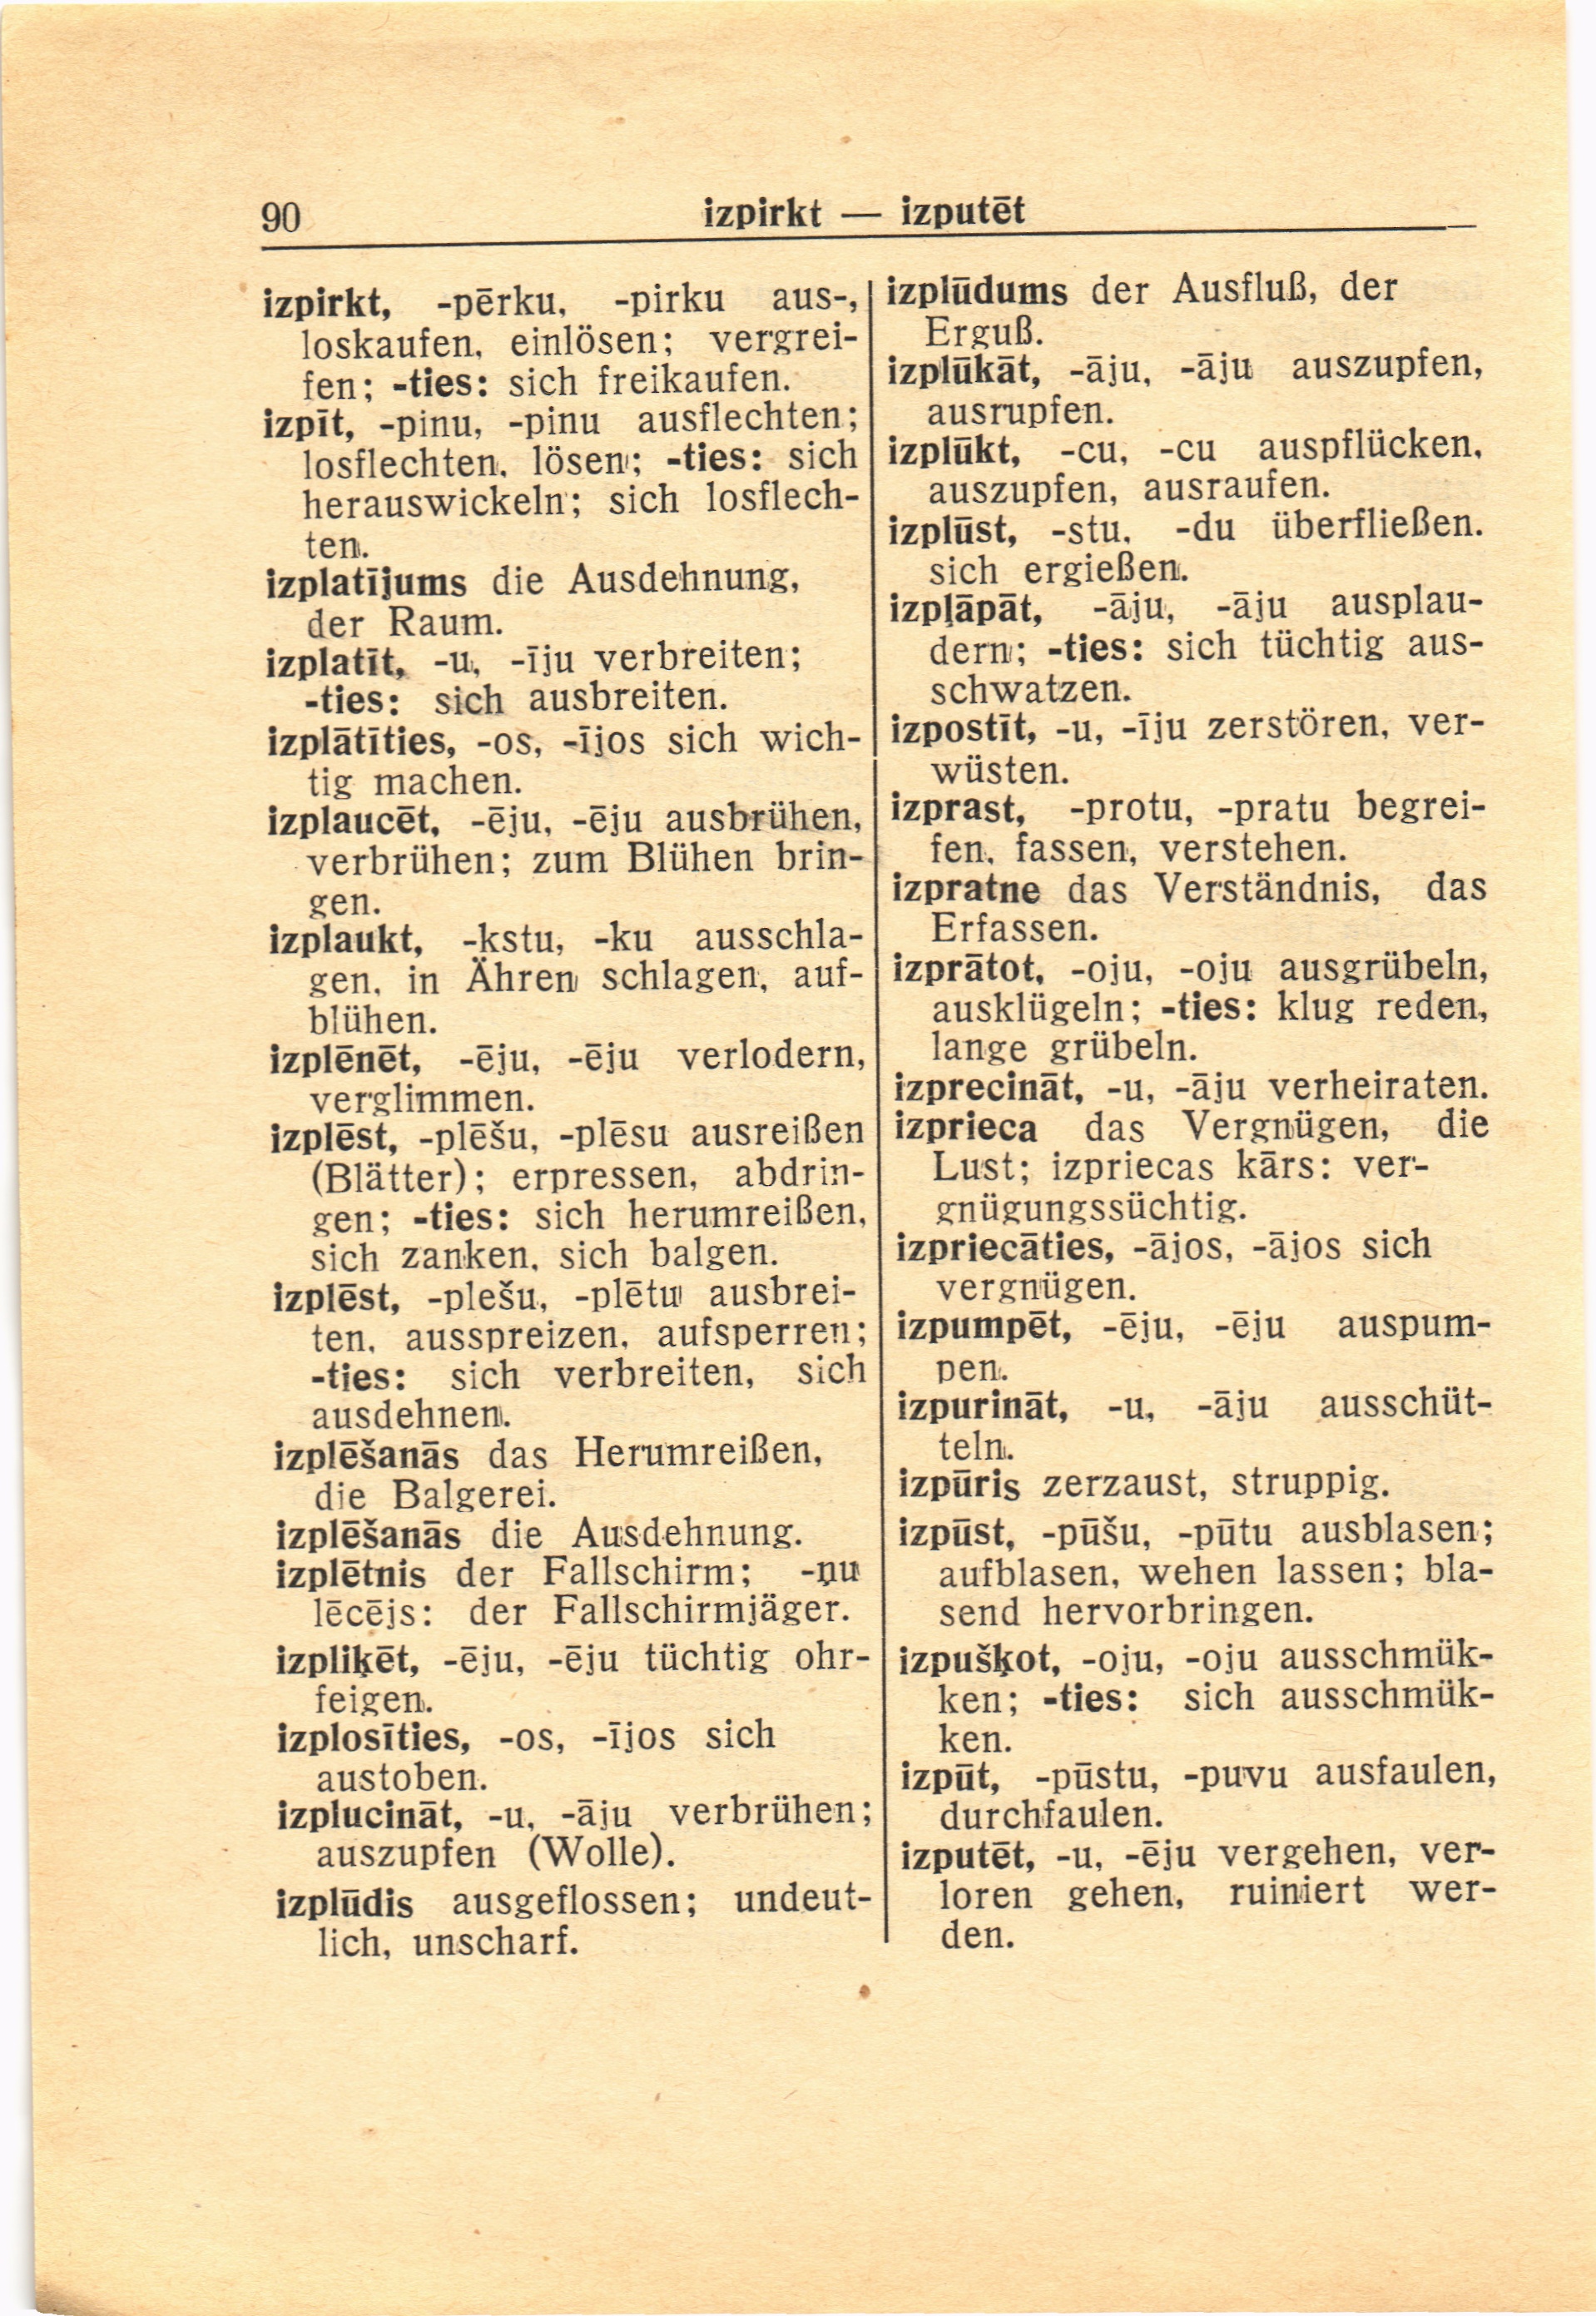 90
izpirkt — izputēt
izpirkt, -pērku, -pirku aus-,
loskaufen, einlösen; vergrei-
fen; -ties: sich freikaufen.
izpīt, -pinu, -pinu ausflechten;
losflechten, lösen; -ties: sich
herauswickeln; sich losflech-
ten.
izplatījums die Ausdehnung,
der Raum.
izplatīt, -u, -īju verbreiten;
-ties: sich ausbreiten.
izplātīties, -os, -ījos sich wich-
tig machen.
izplaucēt, -ēju, -ēju ausbrühen,
verbrühen; zum Blühen brin-
gen.
izplaukt, -kstu, -ku ausschla-
gen, in Ähren schlagen, auf-
blühen.
izplēnēt, -ēju, -ēju verlodern,
verglimmen.
izplēst, -plēšu, -plēsu ausreißen
(Blätter); erpressen, abdrin-
gen; -ties: sich herumreißen,
sich zanken, sich balgen.
izplēst, -plešu, -plētu ausbrei-
ten, ausspreizen, aufsperren;
-ties: sich verbreiten, sich
ausdehnen.
izplēšanās das Herumreißen,
die Balgerei.
izplēšanās die Ausdehnung.
izplētnis der Fallschirm; -ņu
lēcējs: der Fallschirmjäger.
izpliķēt, -ēju, -ēju tüchtig ohr-
feigen.
izplosīties, -os, -ījos sich
austoben.
izplucināt, -u, -āju verbrühen;
auszupfen (Wolle).
izplūdis ausgeflossen; undeut-
lich, unscharf.
izplūdums der Ausfluß, der
Erguß.
izplūkāt, -āju, -āju auszupfen,
ausrupfen.
izplūkt, -cu, -cu auspflücken,
auszupfen, ausraufen.
izplūst, -stu, -du überfließen.
sich ergießen.
izpļāpāt, -āju, -āju ausplau-
dern; -ties: sich tüchtig aus-
schwatzen.
izpostīt, -u, -īju zerstören, ver-
wüsten.
izprast, -protu, -pratu begrei-
fen, fassen, verstehen.
izpratne das Verständnis, das
Erfassen.
izprātot, -oju, -oju ausgrübeln,
ausklügeln; -ties: klug reden,
lange grübeln.
izprecināt, -u, -āju verheiraten.
izprieca das Vergnügen, die
Lust; izpriecas kārs: ver-
gnügungssüchtig.
izpriecāties, -ājos, -ājos sich
vergnügen.
izpumpēt, -ēju, -ēju auspum-
pen.
izpurināt, -u, -āju ausschüt-
teln.
izpūris zerzaust, struppig.
izpūst, -pūšu, -pūtu ausblasen;
aufblasen, wehen lassen; bla-
send hervorbringen.
izpušķot, -oju, -oju ausschmük-
ken; -ties: sich ausschmük-
ken.
izpūt, -pūstu, -puvu ausfaulen,
durchfaulen.
izputēt, -u, -ēju vergehen, ver-
loren gehen, ruiniert wer-
den.